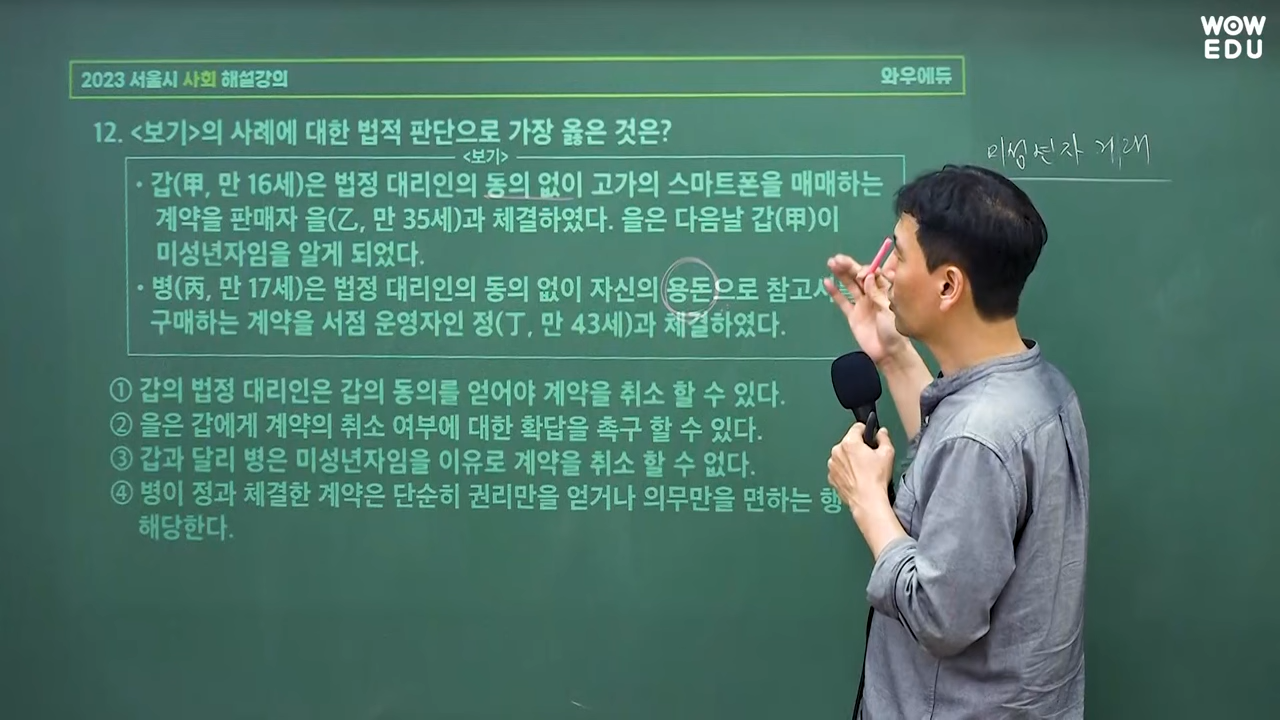 WOW
EDU
2023 서울시 사회 해설강의
와우에듀
미성년자 거래
12. <보기>의 사례에 대한 법적 판단으로 가장 옳은 것은?
<보기>
• 갑(甲, 만 16세)은 법정 대리인의 동의 없이 고가의 스마트폰을 매매하는
계약을 판매자 을(乙, 만 35세)과 체결하였다. 을은 다음날 갑(甲)이
미성년자임을 알게 되었다.
• 병(丙, 만 17세)은 법정 대리인의 동의 없이 자신의 용돈으로 참고서
구매하는 계약을 서점 운영자인 정(丁, 만 43세)과 체결하였다.
① 갑의 법정 대리인은 갑의 동의를 얻어야 계약을 취소 할 수 있다.
② 을은 갑에게 계약의 취소 여부에 대한 확답을 촉구 할 수 있다.
③ 갑과 달리 병은 미성년자임을 이유로 계약을 취소 할 수 없다.
④ 병이 정과 체결한 계약은 단순히 권리만을 얻거나 의무만을 면하는 행
해당한다.